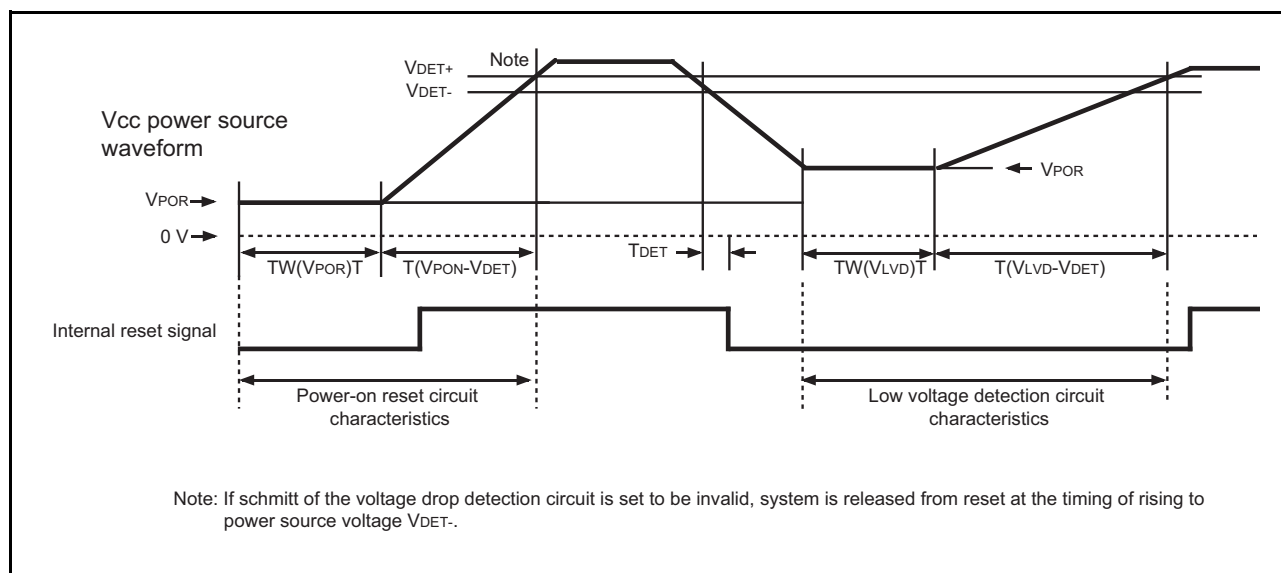 Note
VDET+
VDET-
Vcc power source
waveform
VPOR
VPOR
0 V
TDET
TW(VPOR)T
T(VPON-VDET)
TW(VLVD)T
T(VLVD-VDET)
Internal reset signal
Power-on reset circuit
characteristics
Low voltage detection circuit
characteristics
Note: If schmitt of the voltage drop detection circuit is set to be invalid, system is released from reset at the timing of rising to
power source voltage VDET-.